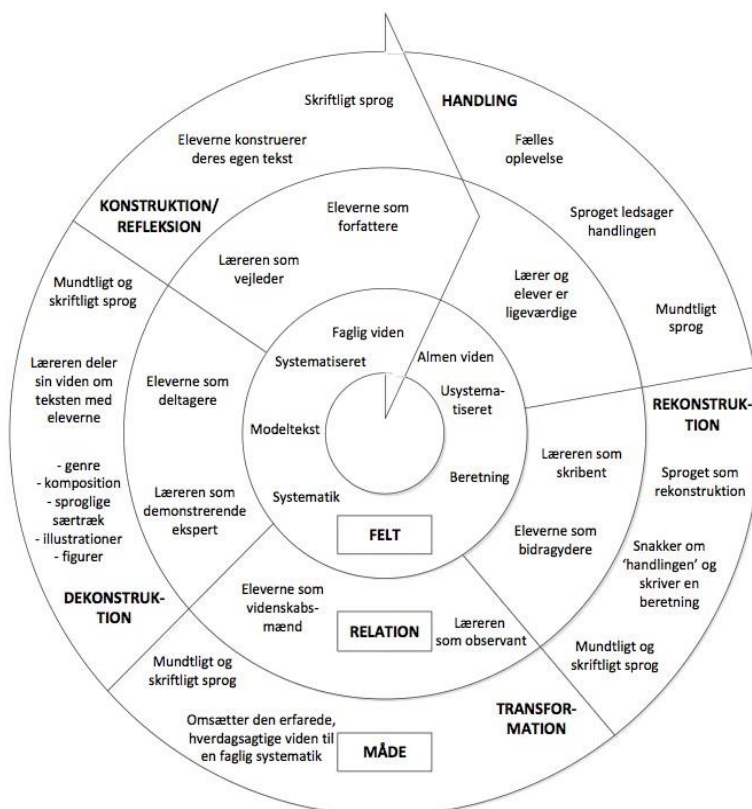 Skriftligt sprog
HANDLING
Eleverne konstruerer
deres egen tekst
Fælles
oplevelse
KONSTRUKTION/
REFLEKSION
Eleverne som
forfattere
Sproget ledsager
handlingen
Læreren som
vejleder
Mundtligt og
skriftligt sprog
Lærer og
elever er
ligeværdige
Mundtligt
sprog
Faglig viden
Systematiseret
Almen viden
Læreren deler
sin viden om
teksten med
eleverne
Eleverne som
deltagere
Usystema-
tiseret
REKONSTRUK-
TION
Modeltekst
Læreren som
skribent
- genre
- komposition
- sproglige
særtræk
- illustrationer
- figurer
Beretning
Sproget som
rekonstruktion
Læreren som
demonstrerende
ekspert
Systematik
Eleverne som
bidragydere
FELT
Snakker om
'handlingen' og
skriver en
beretning
DEKONSTRUK-
TION
Eleverne som
videnskabs-
mænd
RELATION
Læreren
som observant
Mundtligt og
skriftligt sprog
Mundtligt og
skriftligt sprog
TRANSFOR-
MATION
Omsætter den erfarede,
hverdagsagtige viden til
en faglig systematik
MÅDE